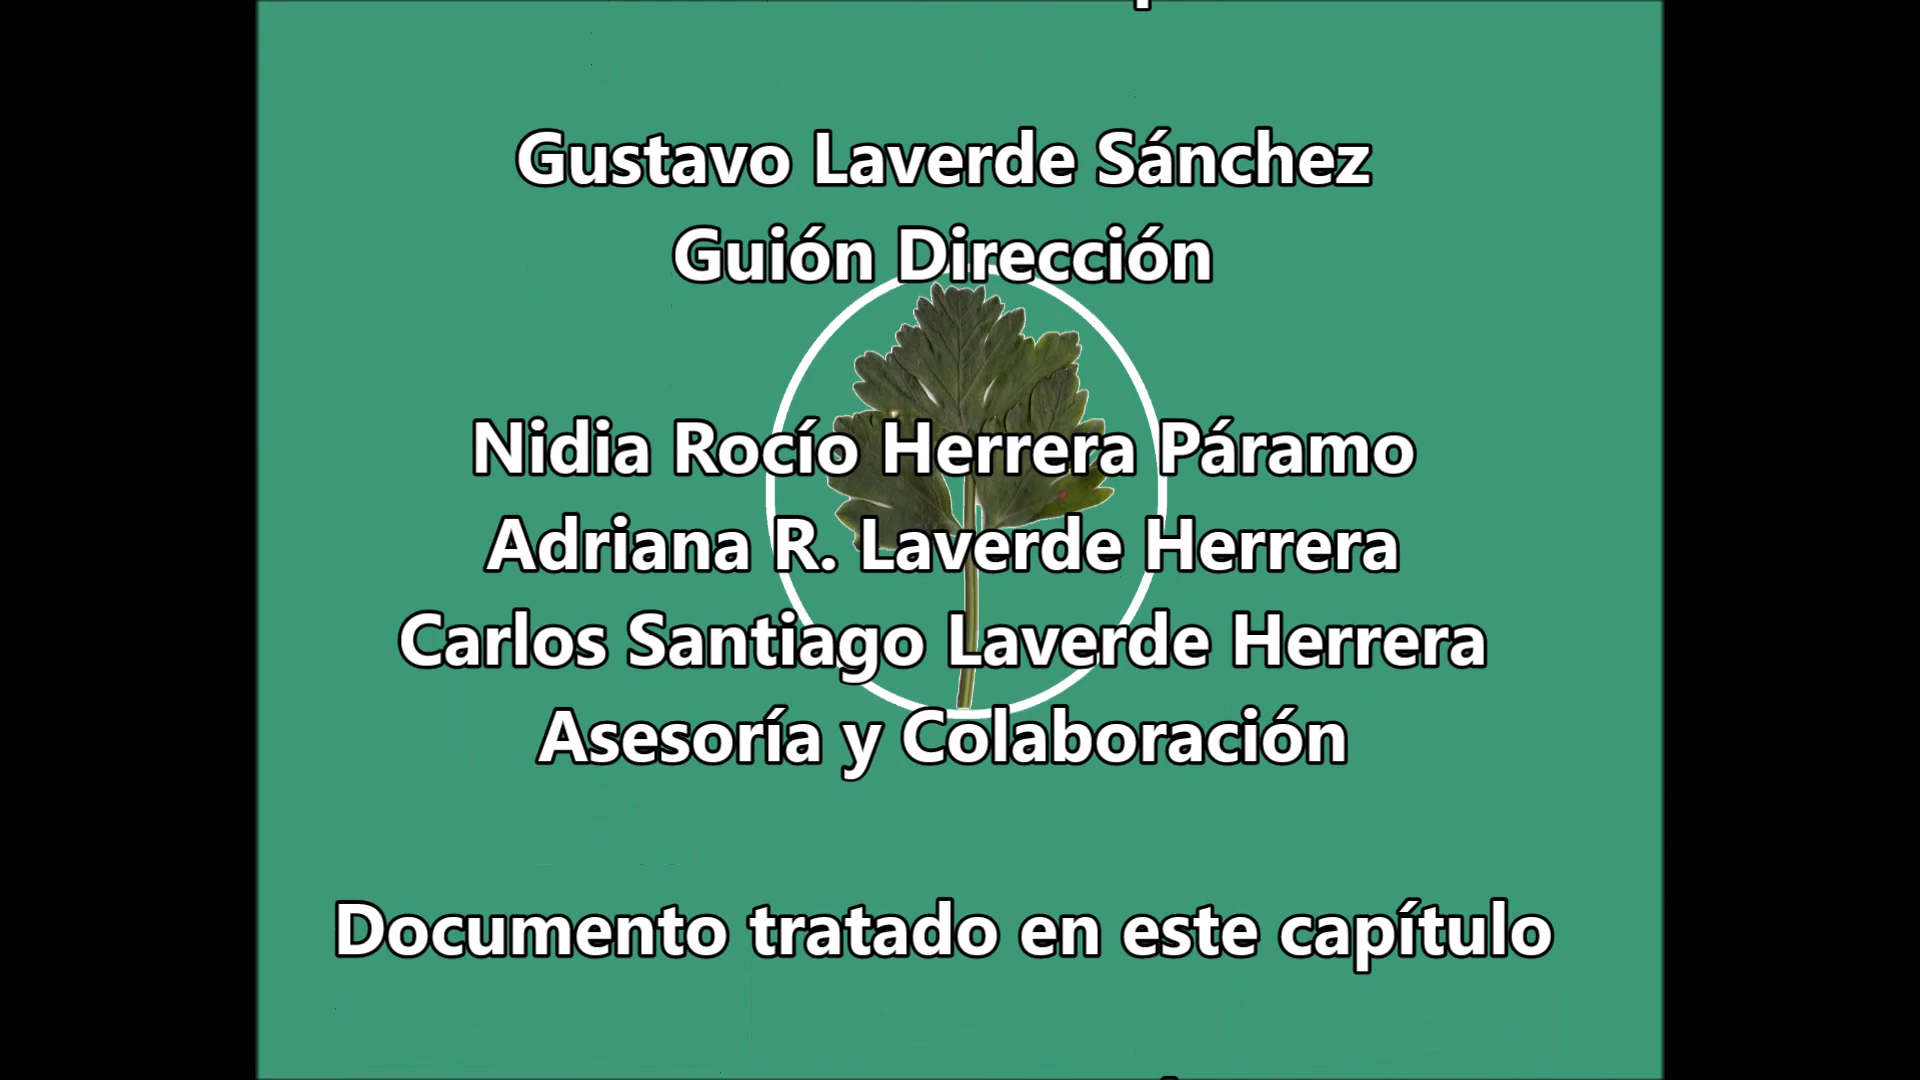 Gustavo Laverde Sánchez
Guión Dirección
Nidia Rocío Herrera Páramo
Adriana R. Laverde Herrera
Carlos Santiago Laverde Herrera
Asesoría y Colaboración
Documento tratado en este capítulo